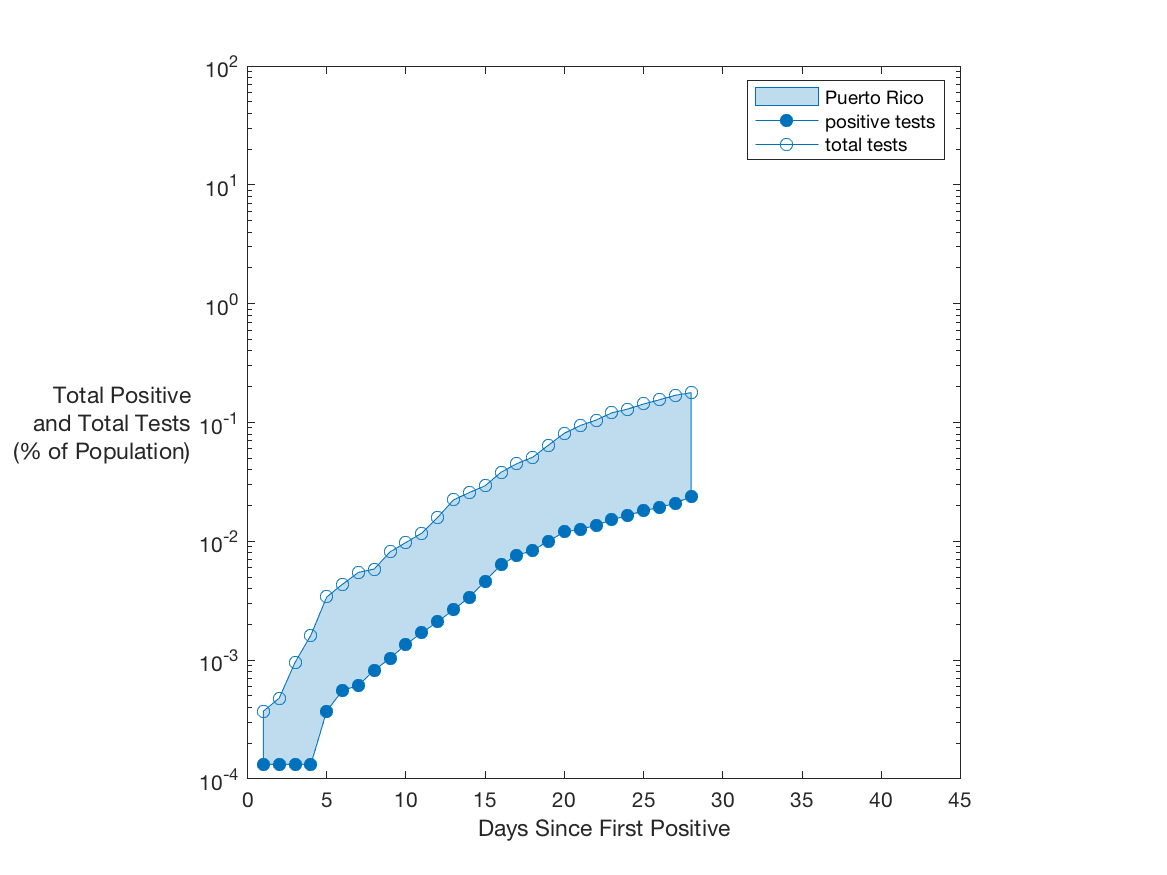 10^2
10^1
10^0
10^-1
10^-2
10^-3
10^-4
Total Positive
and Total Tests
(% of Population)
Puerto Rico
positive tests
total tests
0 5 10 15 20 25 30 35 40 45
Days Since First Positive